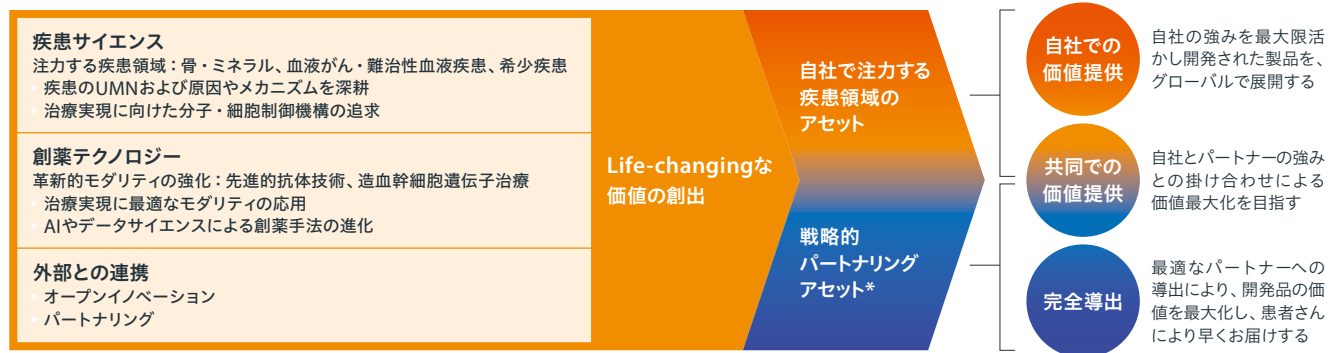 疾患サイエンス
注力する疾患領域：骨・ミネラル、血液がん・難治性血液疾患、希少疾患
疾患のUMNおよび原因やメカニズムを深耕
治療実現に向けた分子・細胞制御機構の追求
創薬テクノロジー
革新的モダリティの強化：先進的抗体技術、造血幹細胞遺伝子治療
治療実現に最適なモダリティの応用
AIやデータサイエンスによる創薬手法の進化
外部との連携
オープンイノベーション
パートナリング
Life-changingな
価値の創出
自社で注力する
疾患領域の
アセット
戦略的
パートナリング
アセット*
自社での
価値提供
自社の強みを最大限活
かし開発された製品を、
グローバルで展開する
共同での
価値提供
自社とパートナーの強み
との掛け合わせによる
価値最大化を目指す
完全導出
最適なパートナーへの
導出により、開発品の価
値を最大化し、患者さん
により早くお届けする